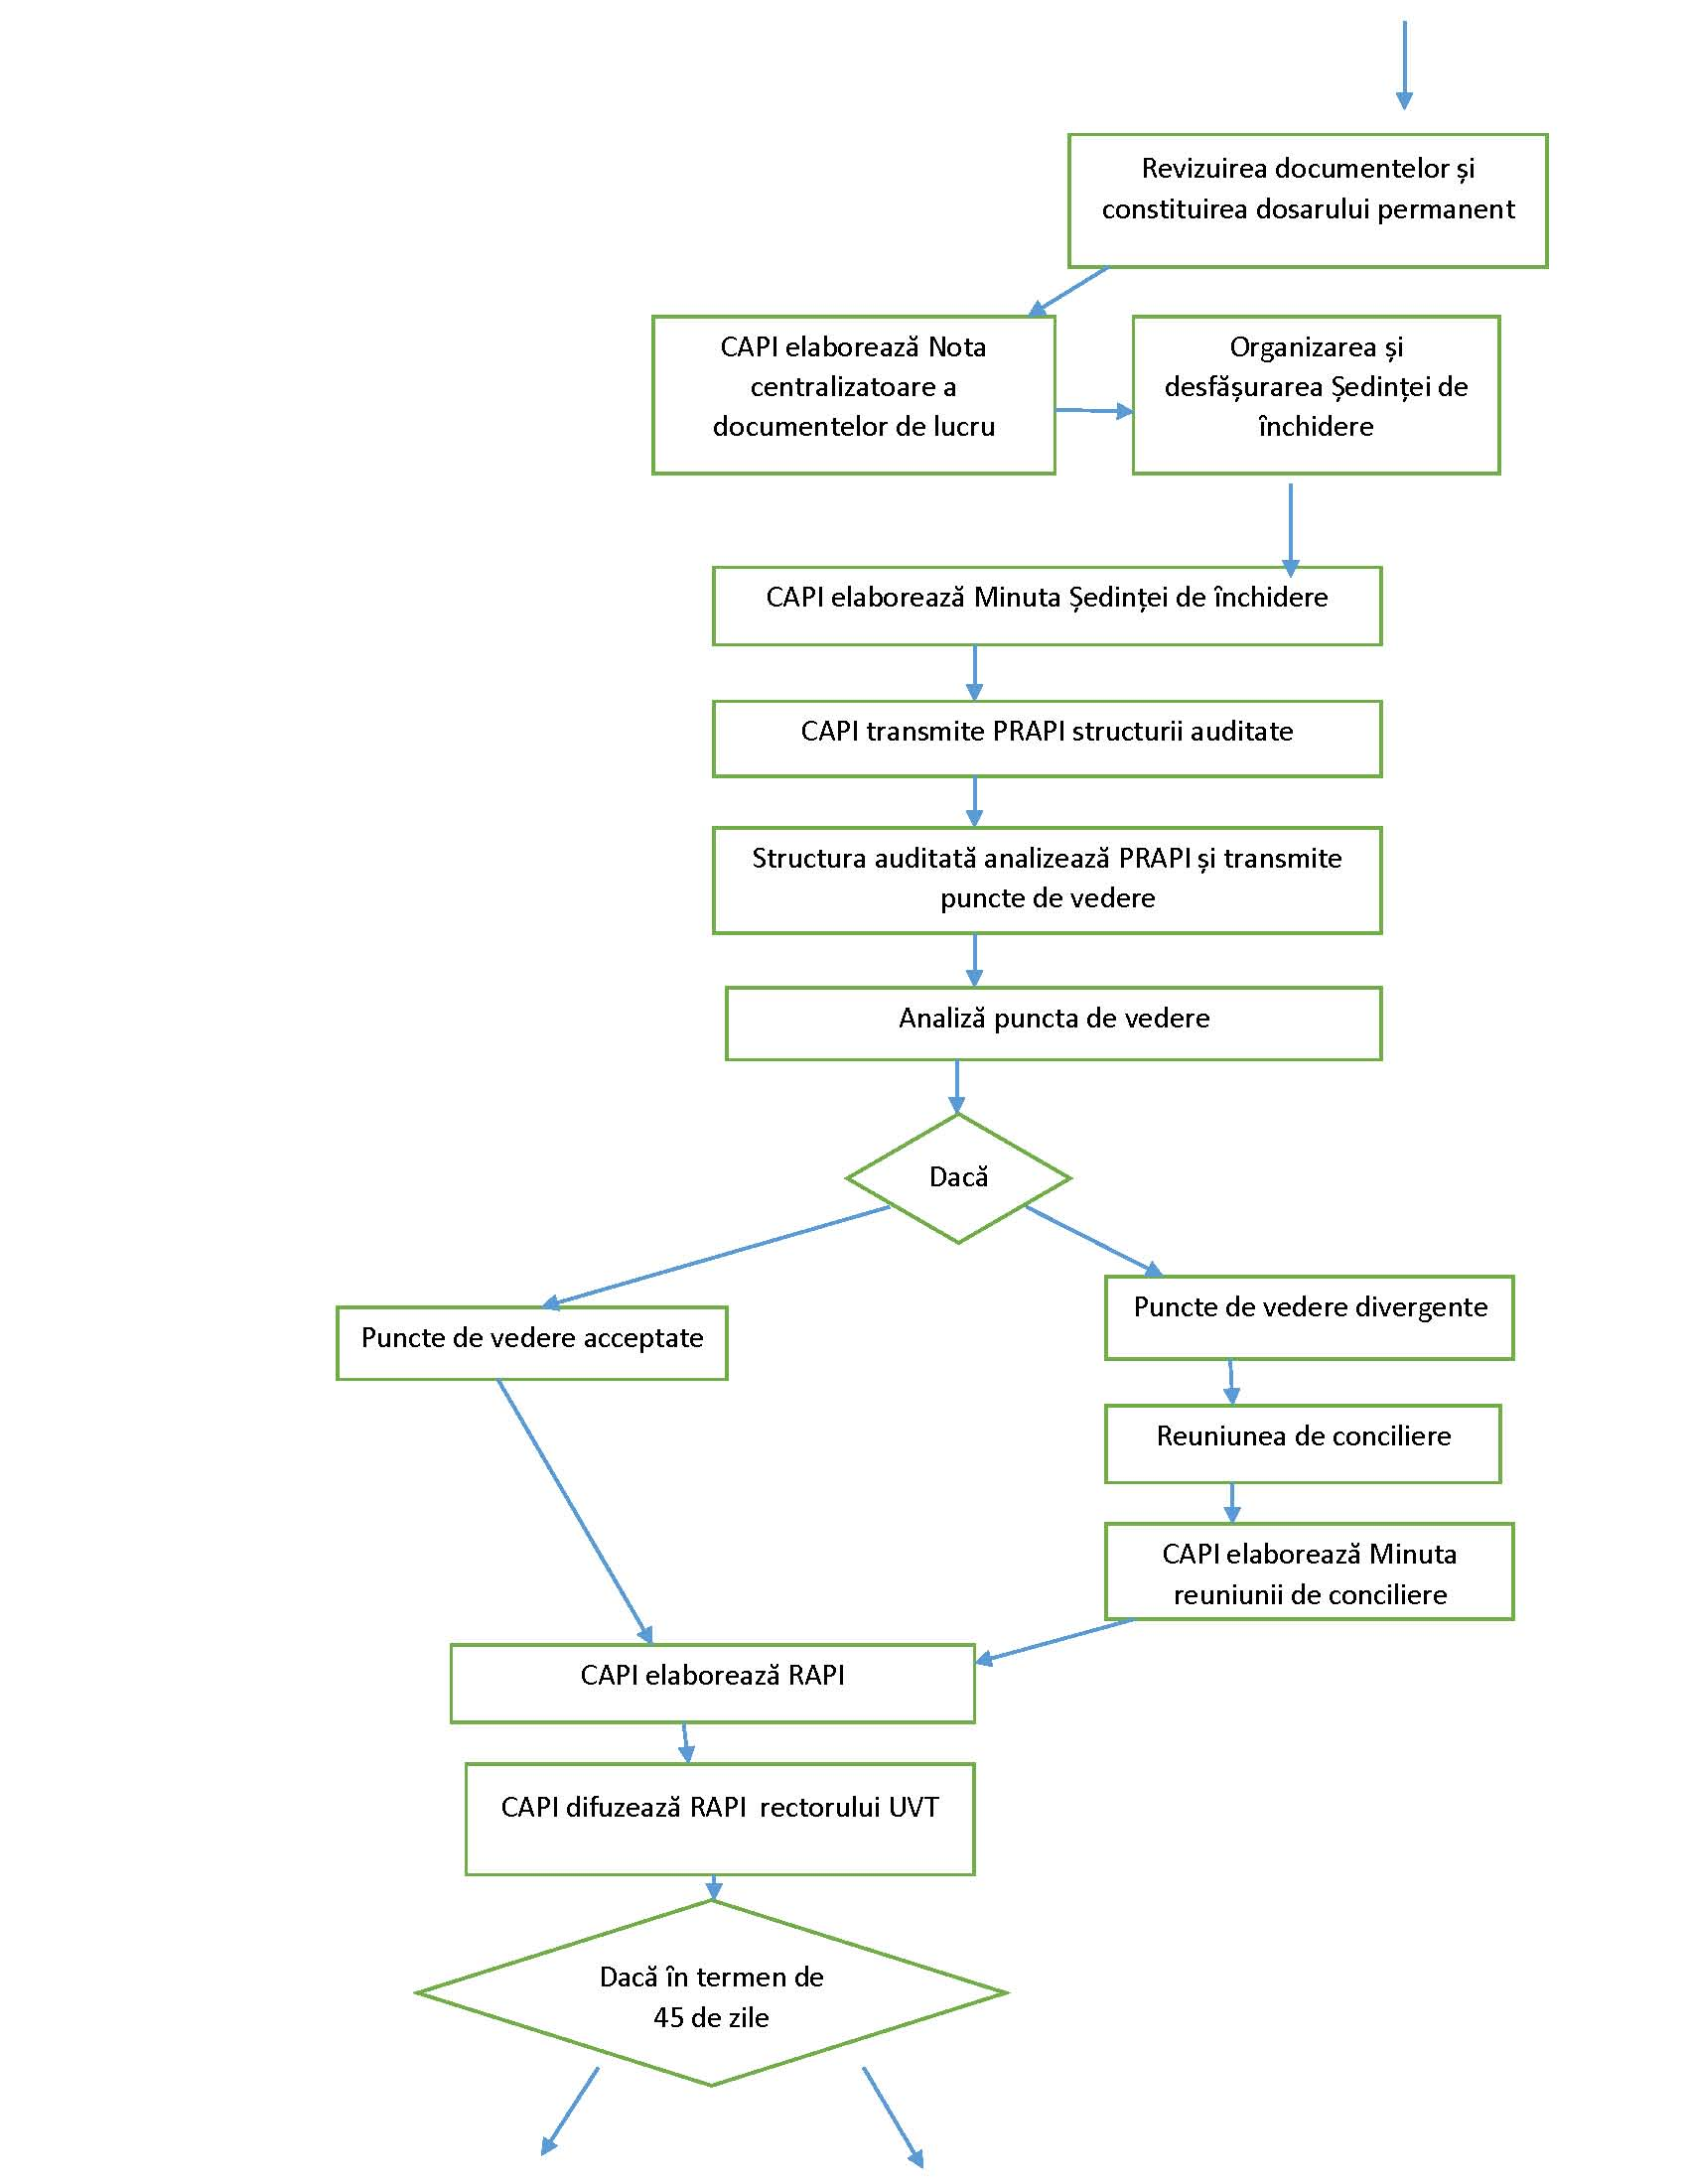 Revizuirea documentelor și
constituirea dosarului permanent
CAPI elaborează Nota
centralizatoare a
documentelor de lucru
Organizarea și
desfășurarea Ședinței de
închidere
CAPI elaborează Minuta Ședinței de închidere
CAPI transmite PRAPI structurii auditate
Structura auditată analizează PRAPI și transmite
puncte de vedere
Analiză puncta de vedere
Dacă
Puncte de vedere acceptate
Puncte de vedere divergente
Reuniunea de conciliere
CAPI elaborează Minuta
reuniunii de conciliere
CAPI elaborează RAPI
CAPI difuzează RAPI  rectorului UVT
Dacă în termen de
45 de zile